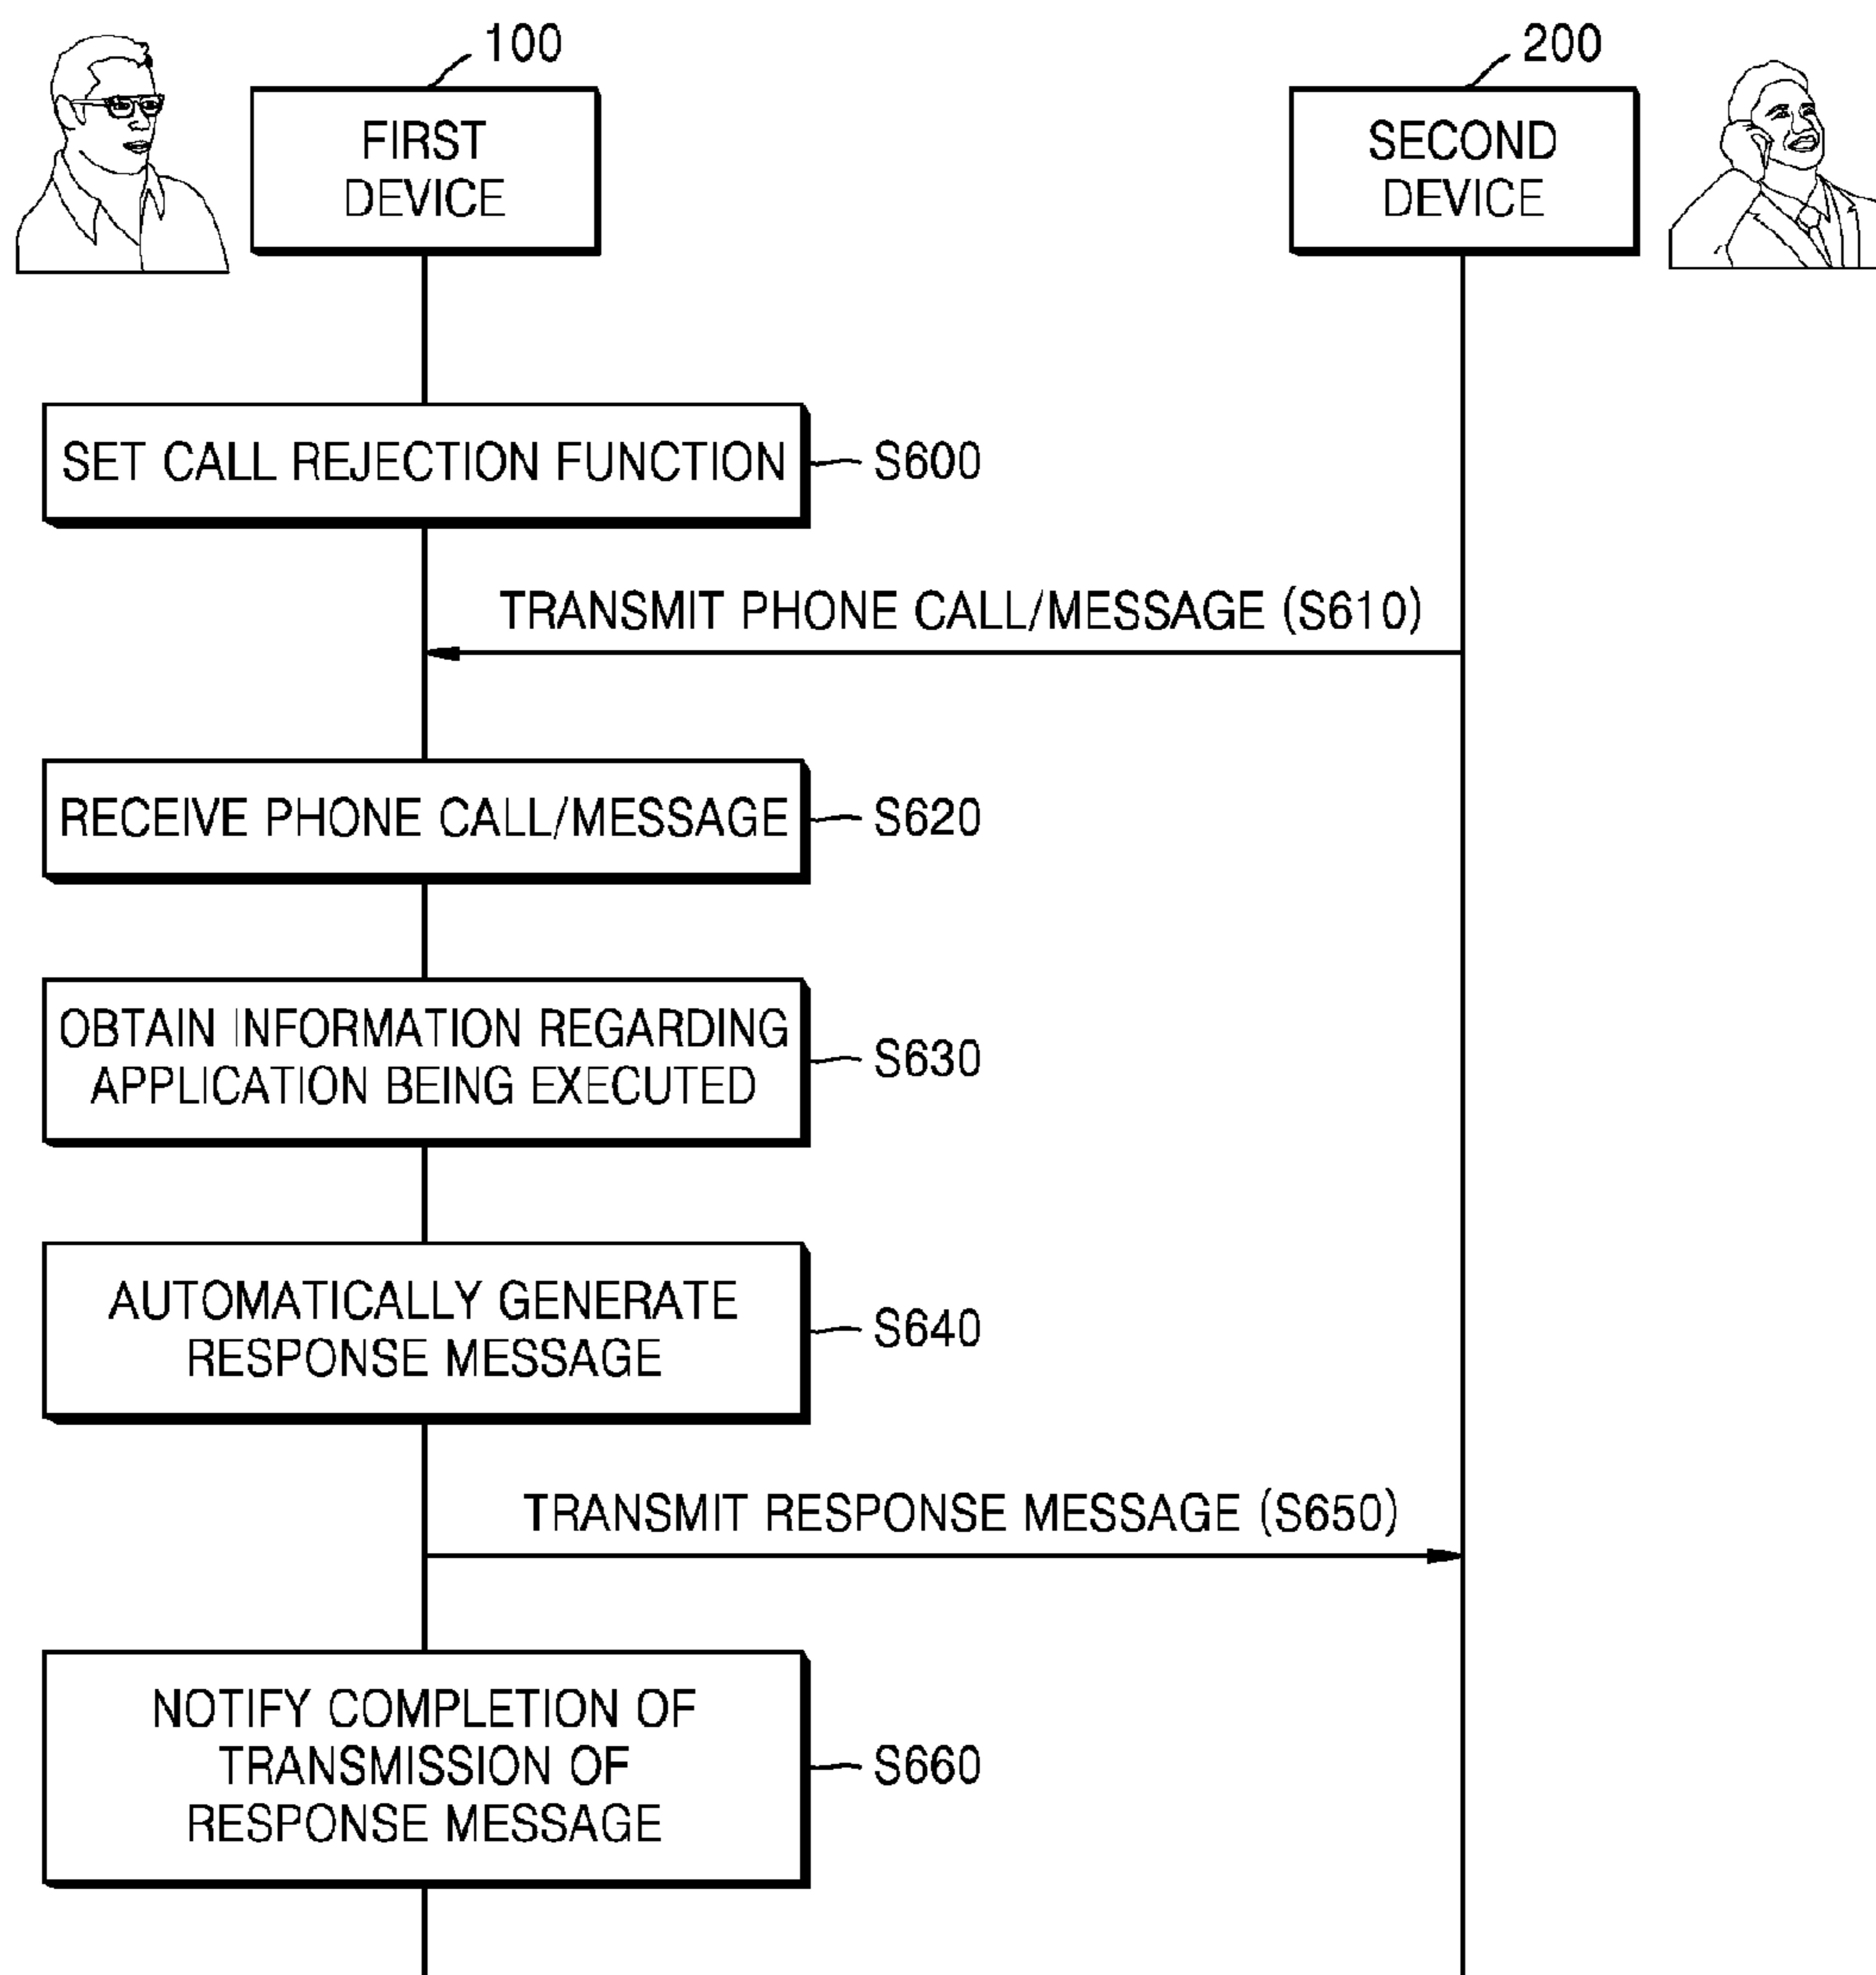 100
200
FIRST
DEVICE
SECOND
DEVICE
SET CALL REJECTION FUNCTION
S600
TRANSMIT PHONE CALL/MESSAGE (S610)
RECEIVE PHONE CALL/MESSAGE
S620
OBTAIN INFORMATION REGARDING
APPLICATION BEING EXECUTED
S630
AUTOMATICALLY GENERATE
RESPONSE MESSAGE
S640
TRANSMIT RESPONSE MESSAGE (S650)
NOTIFY COMPLETION OF
TRANSMISSION OF
RESPONSE MESSAGE
S660